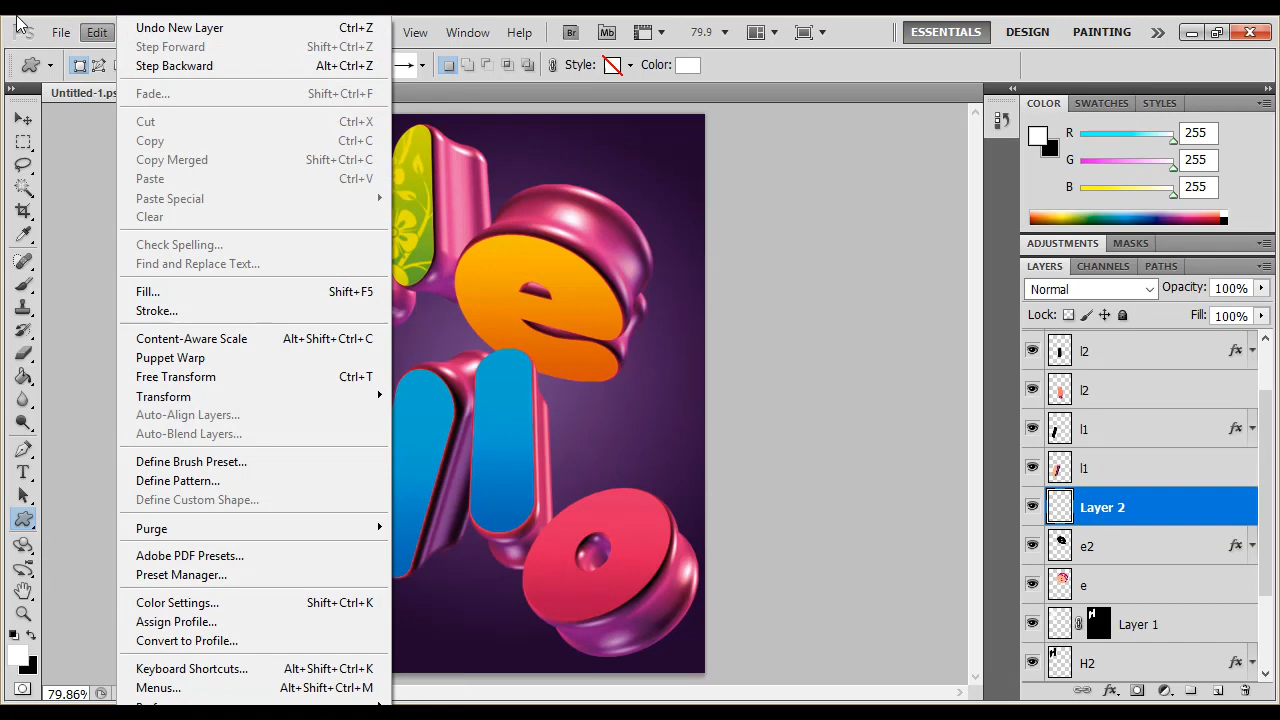 Ps File Edit View Window Help Br Mb 79.9 ESSENTIALS DESIGN PAINTING
Style: Color:
Untitled-1.ps
Undo New Layer Ctrl+Z
Step Forward Shift+Ctrl+Z
Step Backward Alt+Ctrl+Z
Fade... Shift+Ctrl+F
Cut Ctrl+X
Copy Ctrl+C
Copy Merged Shift+Ctrl+C
Paste Ctrl+V
Paste Special
Clear
Check Spelling...
Find and Replace Text...
Fill... Shift+F5
Stroke...
Content-Aware Scale Alt+Shift+Ctrl+C
Puppet Warp
Free Transform Ctrl+T
Transform
Auto-Align Layers...
Auto-Blend Layers...
Define Brush Preset...
Define Pattern...
Define Custom Shape...
Purge
Adobe PDF Presets...
Preset Manager...
Color Settings... Shift+Ctrl+K
Assign Profile...
Convert to Profile...
Keyboard Shortcuts... Alt+Shift+Ctrl+K
Menus... Alt+Shift+Ctrl+M
e
o
79.86%
COLOR SWATCHES STYLES
R 255
G 255
B 255
ADJUSTMENTS MASKS
LAYERS CHANNELS PATHS
Normal Opacity: 100%
Lock: Fill: 100%
l2 fx
l2
l1 fx
l1
Layer 2
e2 fx
e
Layer 1
H2 fx